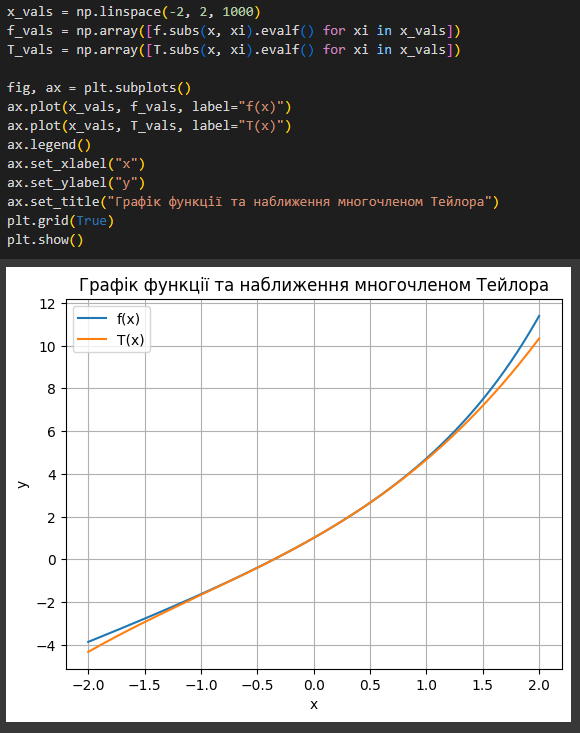 x_vals = np.linspace(-2, 2, 1000)
f_vals = np.array([f.subs(x, xi).evalf() for xi in x_vals])
T_vals = np.array([T.subs(x, xi).evalf() for xi in x_vals])
fig, ax = plt.subplots()
ax.plot(x_vals, f_vals, label="f(x)")
ax.plot(x_vals, T_vals, label="T(x)")
ax.legend()
ax.set_xlabel("x")
ax.set_ylabel("y")
ax.set_title("Графік функції та наближення многочленом Тейлора")
plt.grid(True)
plt.show()
Графік функції та наближення многочленом Тейлора
f(x)
T(x)
12
10
8
6
4
2
0
−2
−4
y
−2.0 −1.5 −1.0 −0.5 0.0 0.5 1.0 1.5 2.0
x